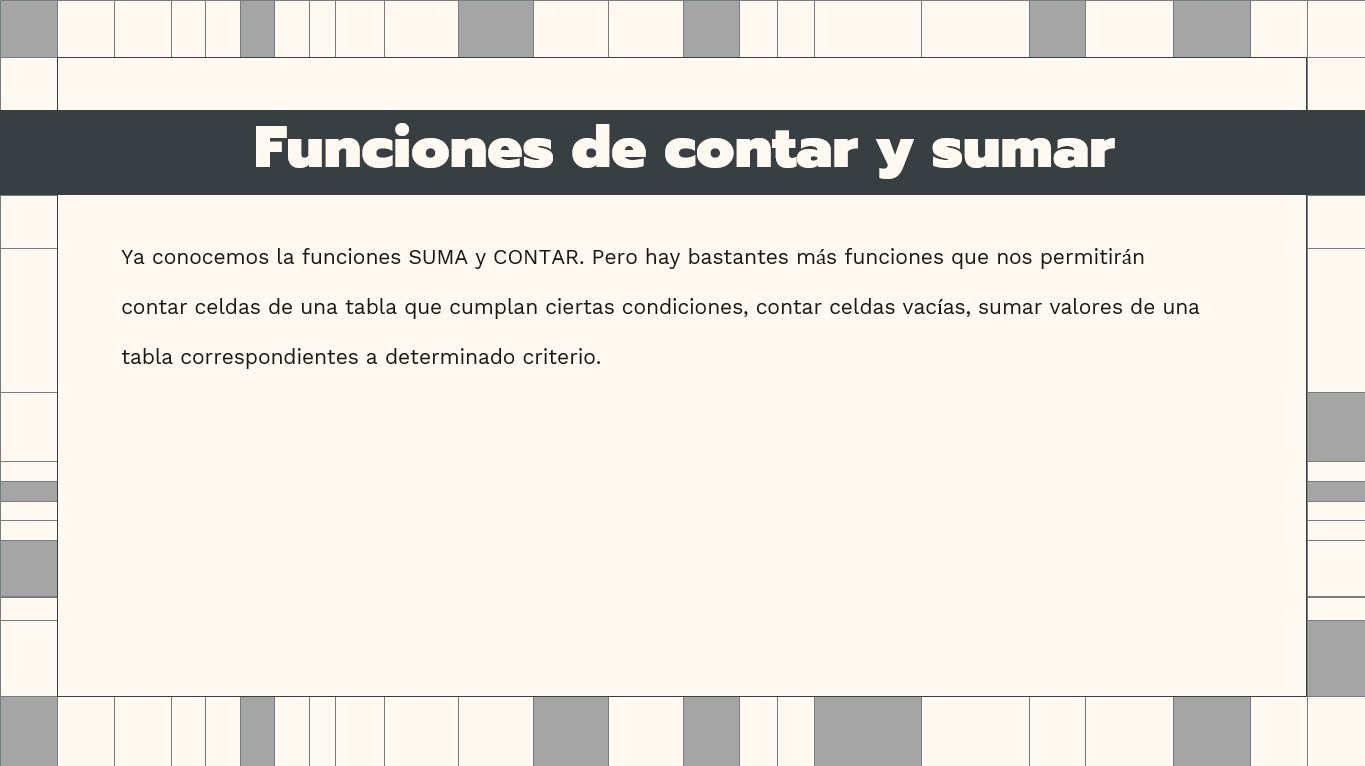 Funciones de contar y sumar
Ya conocemos la funciones SUMA y CONTAR. Pero hay bastantes más funciones que nos permitirán
contar celdas de una tabla que cumplan ciertas condiciones, contar celdas vacías, sumar valores de una
tabla correspondientes a determinado criterio.